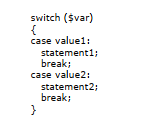 switch ($var)
{
case value1:
  statement1;
  break;
case value2:
  statement2;
  break;
}